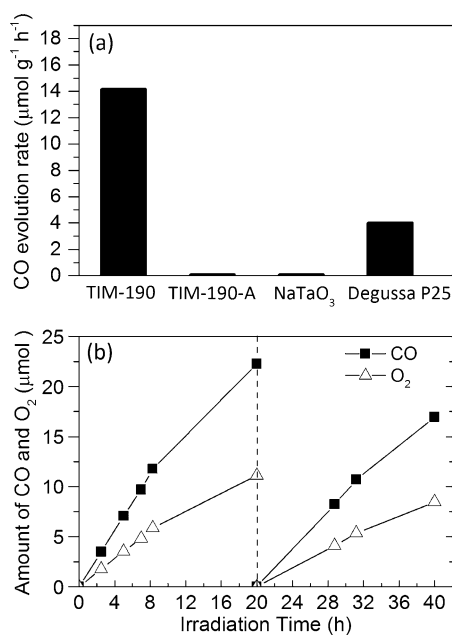 (a)
CO evolution rate (μmol g⁻¹ h⁻¹)
18
16
14
12
10
8
6
4
2
0
TIM-190 TIM-190-A NaTaO₃ Degussa P25
(b)
CO
O₂
Amount of CO and O₂ (μmol)
25
20
15
10
5
0
0 4 8 12 16 20 24 28 32 36 40
Irradiation Time (h)